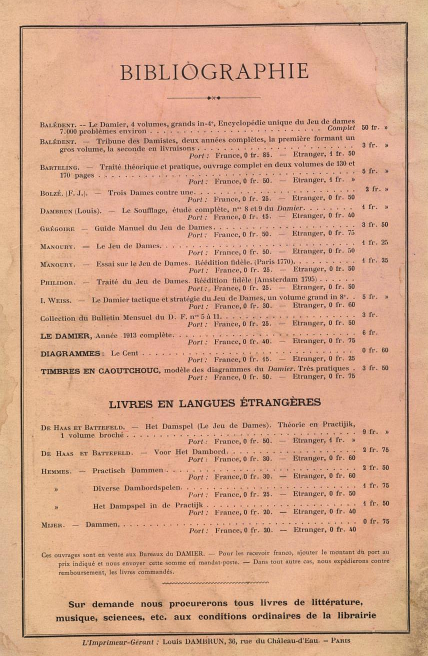 BIBLIOGRAPHIE
BALÉDENT. — Le Damier, 4 volumes, grands in-4°, Encyclopédie unique du Jeu de dames
7.000 problèmes environ . . . . . Complet 50 fr. »
BALÉDENT. — Tribune des Damistes, deux années complètes, la première formant un
gros volume, la seconde en livraisons . . . . . 3 fr. »
Port : France, 0 fr. 85. — Etranger, 1 fr. 50
BARTELING. — Traité théorique et pratique, ouvrage complet en deux volumes de 130 et
170 pages . . . . . 5 fr. »
Port : France, 0 fr. 50. — Etranger, 1 fr. »
BOLZÉ. (F. J.). — Trois Dames contre une . . . . . 2 fr. »
Port : France, 0 fr. 25. — Etranger, 0 fr. 50
DAMBRUN (Louis). — Le Soufflage, étude complète, nos 8 et 9 du Damier . . . . . 1 fr. »
Port : France, 0 fr. 15. — Etranger, 0 fr. 40
GRÉGOIRE — Guide Manuel du Jeu de Dames . . . . . 3 fr. 50
Port : France, 0 fr. 50. — Etranger, 0 fr. 75
MANOURY. — Le Jeu de Dames . . . . . 1 fr. 25
Port : France, 0 fr. 30. — Etranger, 0 fr. 50
MANOURY. — Essai sur le Jeu de Dames. Réédition fidèle. (Paris 1770) . . . . . 1 fr. 25
Port : France, 0 fr. 25. — Etranger, 0 fr. 50
PHILIDOR. — Traité du Jeu de Dames. Réédition fidèle (Amsterdam 1785) . . . . .
Port : France, 0 fr. 25. — Etranger, 0 fr. 50
I. WEISS. — Le Damier tactique et stratégie du Jeu de Dames, un volume grand in 8°. . 5 fr. »
Port : France, 0 fr. 30. — Etranger, 0 fr. 60
Collection du Bulletin Mensuel du D. F. nos 5 à 11 . . . . . 3 fr.
Port : France, 0 fr. 25. — Etranger, 0 fr. 50
LE DAMIER, Année 1913 complète . . . . . 6 fr.
Port : France, 0 fr. 40. — Etranger, 0 fr. 75
DIAGRAMMES : Le Cent . . . . . 0 fr. 60
Port : France, 0 fr. 15. — Etranger, 0 fr. 30
TIMBRES EN CAOUTCHOUC, modèle des diagrammes du Damier. Très pratiques . 3 fr. 50
Port : France, 0 fr. 50. — Etranger, 0 fr. 75
LIVRES EN LANGUES ÉTRANGÈRES
DE HAAS ET BATTEFELD. — Het Damspel (Le Jeu de Dames). Théorie en Practijk,
1 volume broché . . . . . 9 fr. »
Port : France, 0 fr. 50. — Etranger, 1 fr. »
DE HAAS ET BATTEFELD. — Voor Het Dambord . . . . . 2 fr. 75
Port : France, 0 fr. 30. — Etranger, 0 fr. 60
HEMMES. — Practisch Dammen . . . . . 2 fr. 50
Port : France, 0 fr. 30. — Etranger, 0 fr. 60
» Diverse Dambordspelen . . . . . 1 fr. 75
Port : France, 0 fr. 25. — Etranger, 0 fr. 50
» Het Dampspel in de Practijk . . . . . 1 fr. 50
Port : France, 0 fr. 20. — Etranger, 0 fr. 40
MIJER. — Dammen . . . . . 0 fr. 75
Port : France, 0 fr. 20. — Etranger, 0 fr. 40
Ces ouvrages sont en vente aux Bureaux du DAMIER. — Pour les recevoir franco, ajouter le montant du port au
prix indiqué et nous envoyer cette somme en mandat-poste. — Dans tout autre cas, nous expédierons contre
remboursement, les livres commandés.
Sur demande nous procurerons tous livres de littérature,
musique, sciences, etc. aux conditions ordinaires de la librairie
L'Imprimeur-Gérant : Louis DAMBRUN, 36, rue du Château-d'Eau. — PARIS